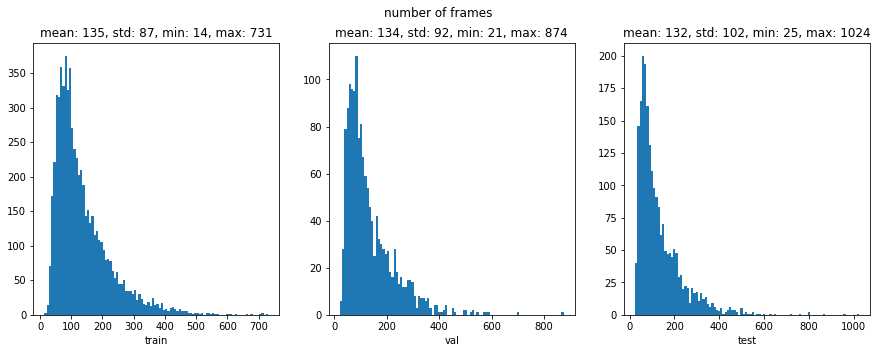 number of frames
mean: 135, std: 87, min: 14, max: 731
350
300
250
200
150
100
50
0
0 100 200 300 400 500 600 700
train
mean: 134, std: 92, min: 21, max: 874
100
80
60
40
20
0
0 200 400 600 800
val
mean: 132, std: 102, min: 25, max: 1024
200
175
150
125
100
75
50
25
0
0 200 400 600 800 1000
test